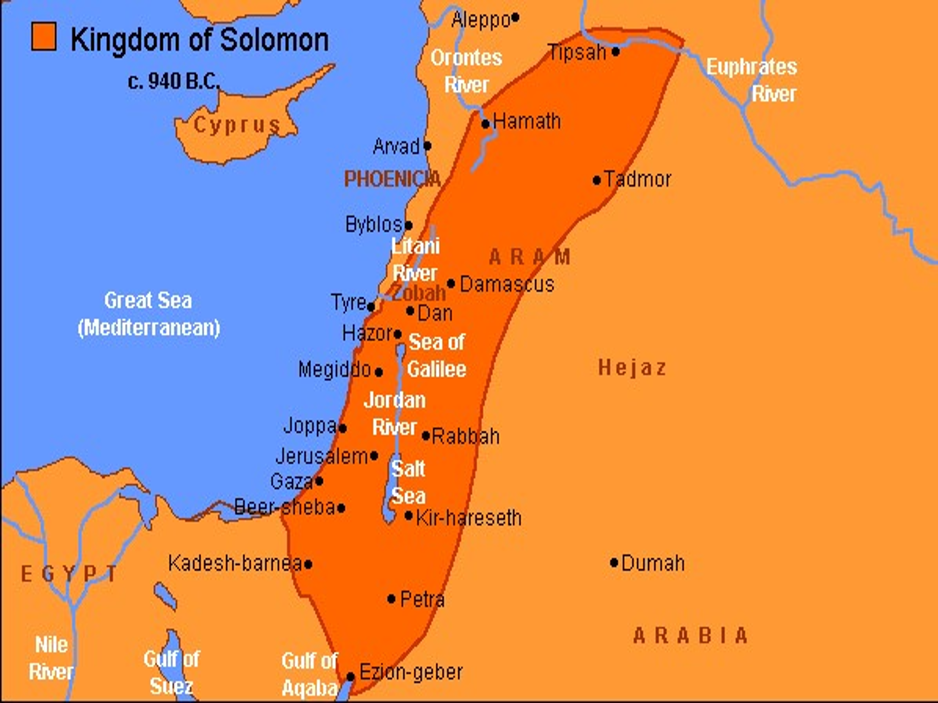 Kingdom of Solomon
c. 940 B.C.
Aleppo
Tipsah
Orontes
River
Euphrates
River
Cyprus
Hamath
Arvad
PHOENICIA
Tadmor
Byblos
Litani
River
ARAM
Zobah
Damascus
Great Sea
(Mediterranean)
Tyre
Dan
Hazor
Sea of
Galilee
Megiddo
Hejaz
Jordan
River
Joppa
Rabbah
Jerusalem
Salt
Sea
Gaza
Beer-sheba
Kir-hareseth
Kadesh-barnea
Dumah
EGYPT
Petra
ARABIA
Nile
River
Gulf of
Suez
Gulf of
Aqaba
Ezion-geber